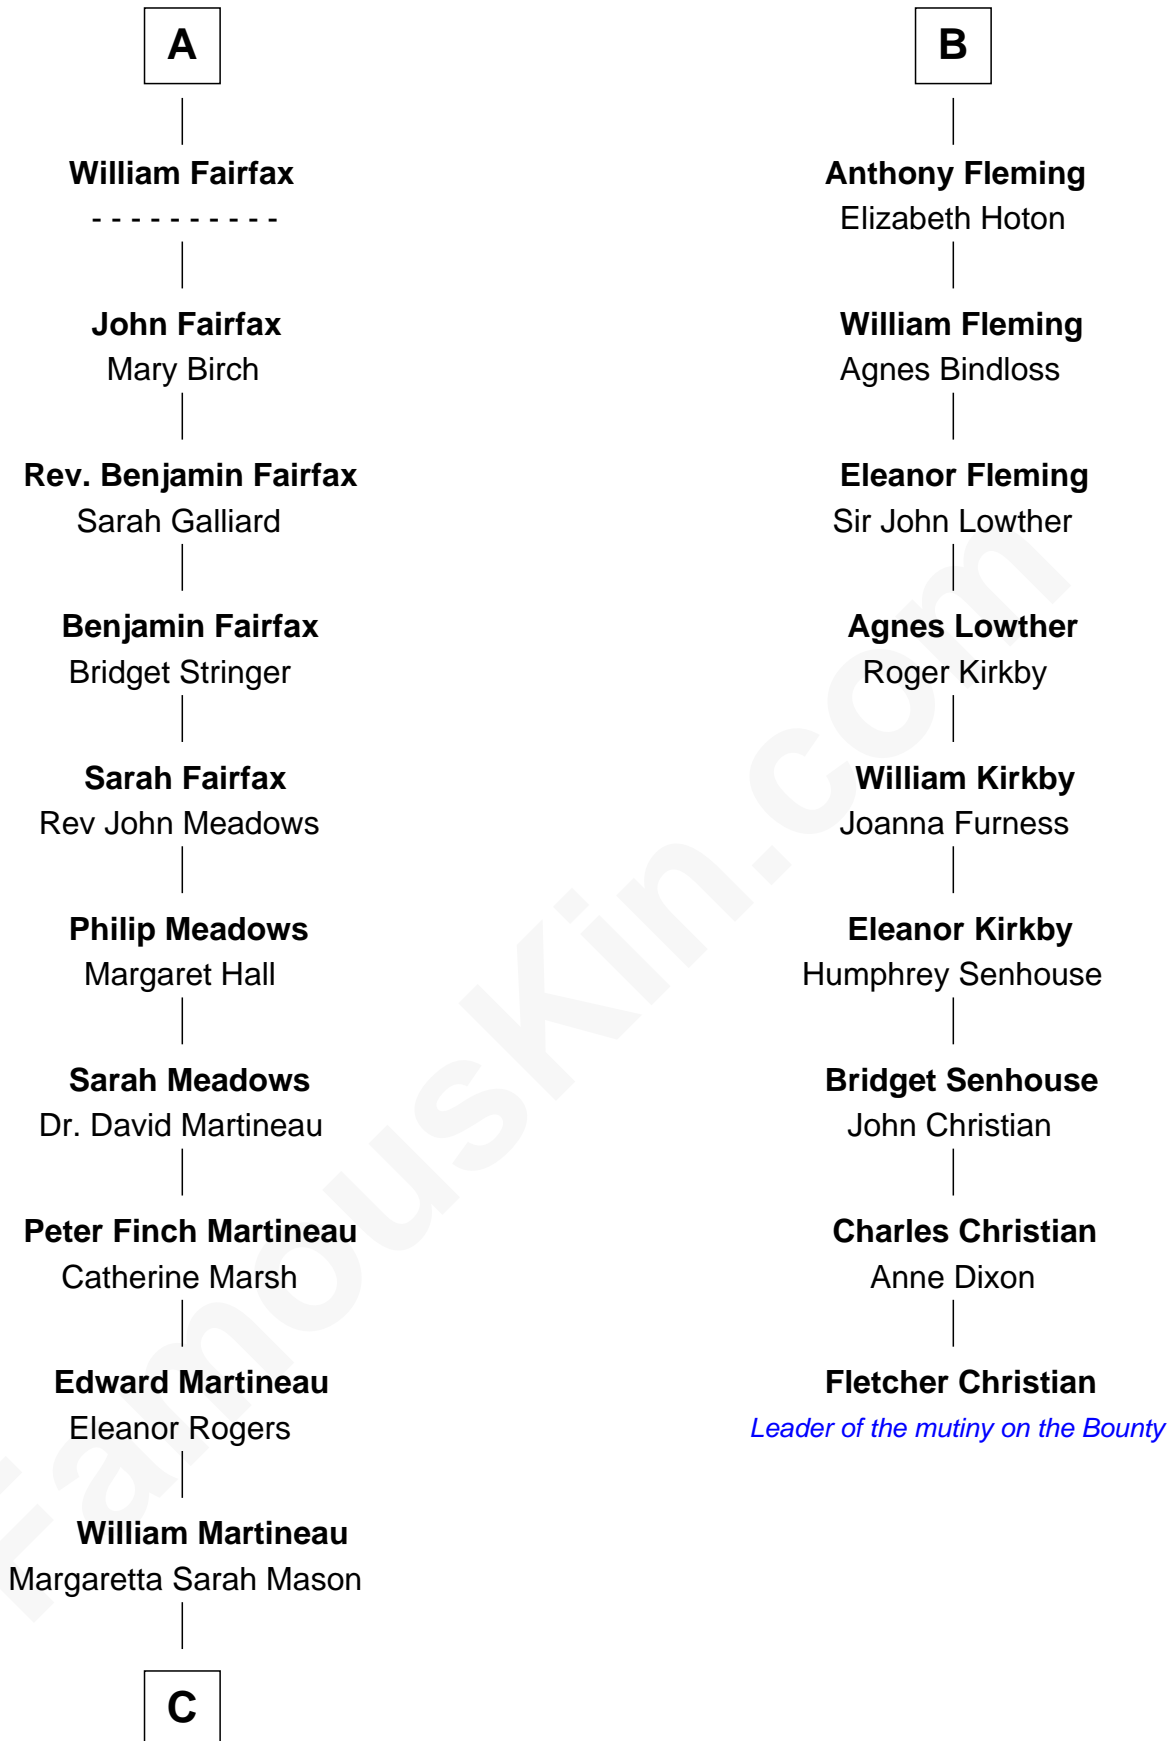 A
William Fairfax
- - - - - - - - - -
John Fairfax
Mary Birch
Rev. Benjamin Fairfax
Sarah Galliard
Benjamin Fairfax
Bridget Stringer
Sarah Fairfax
Rev John Meadows
Philip Meadows
Margaret Hall
Sarah Meadows
Dr. David Martineau
Peter Finch Martineau
Catherine Marsh
Edward Martineau
Eleanor Rogers
William Martineau
Margaretta Sarah Mason
C
B
Anthony Fleming
Elizabeth Hoton
William Fleming
Agnes Bindloss
Eleanor Fleming
Sir John Lowther
Agnes Lowther
Roger Kirkby
William Kirkby
Joanna Furness
Eleanor Kirkby
Humphrey Senhouse
Bridget Senhouse
John Christian
Charles Christian
Anne Dixon
Fletcher Christian
Leader of the mutiny on the Bounty
FamousKin.com